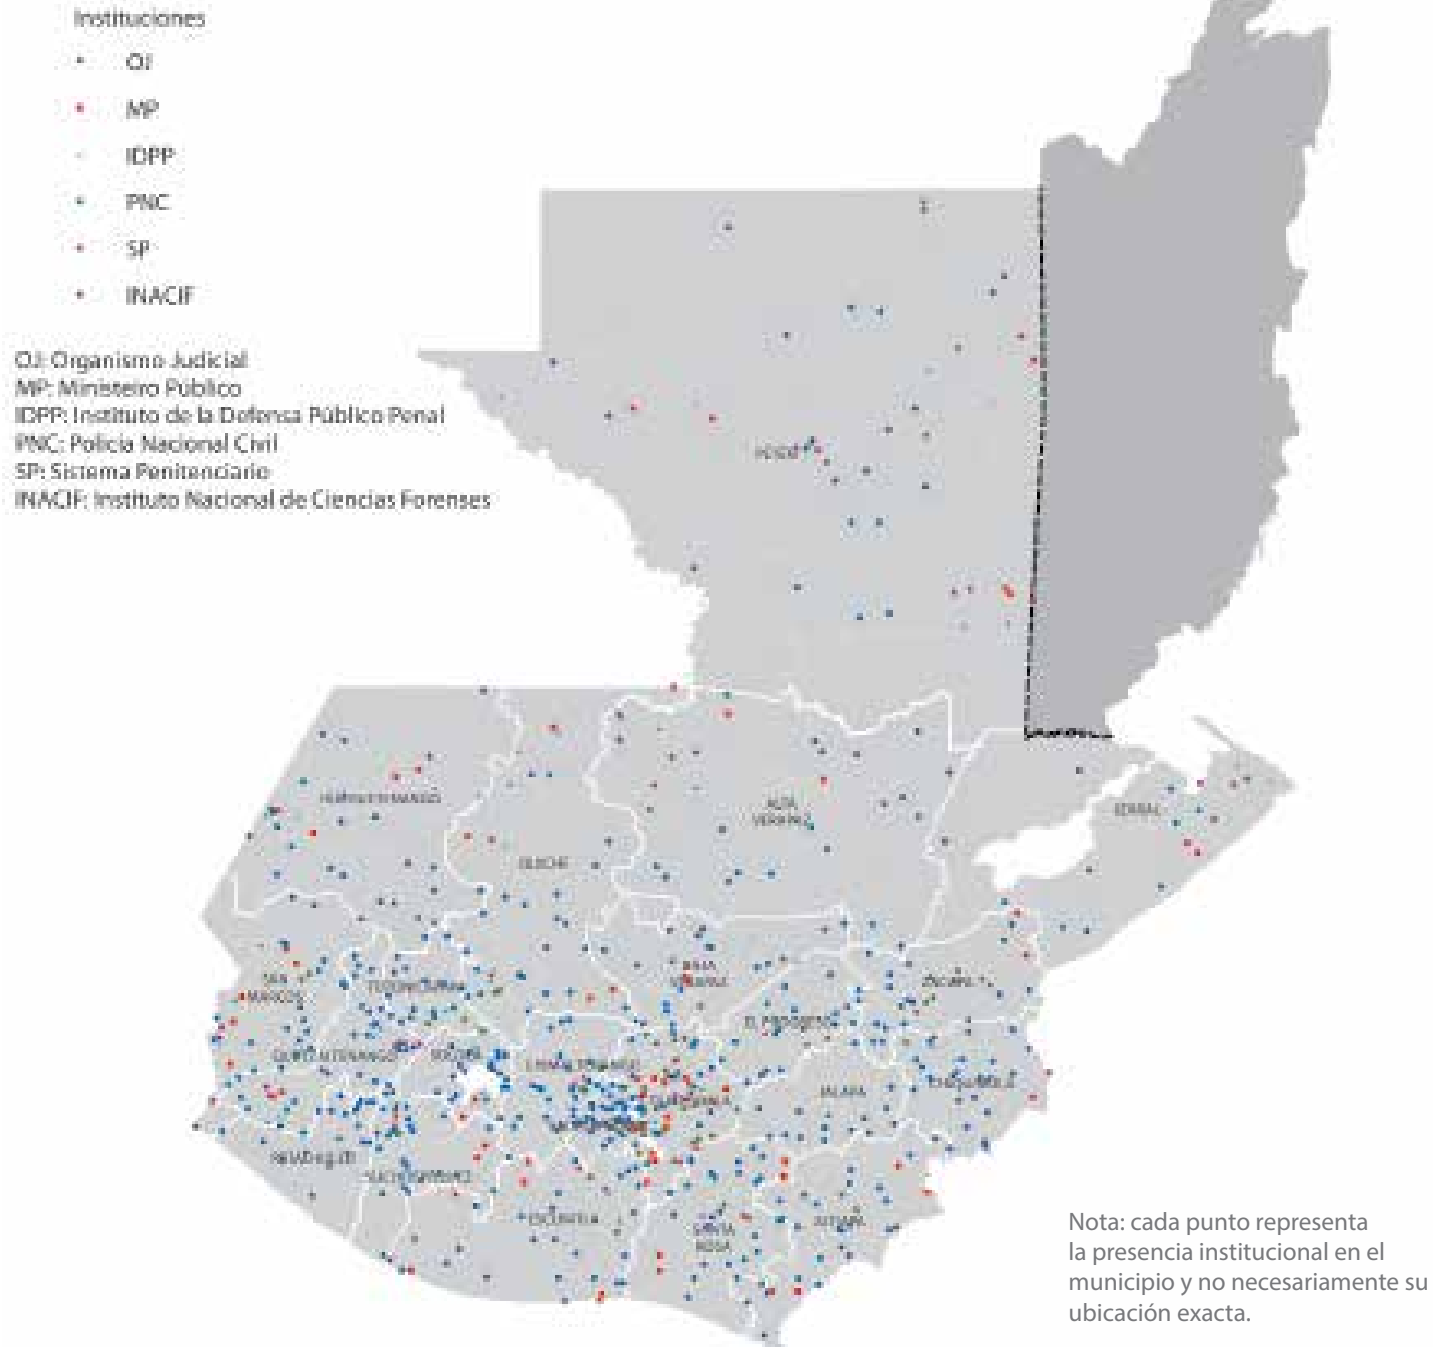 Instituciones
OJ
MP
IDPP
PNC
SP
INACIF
OJ: Organismo Judicial
MP: Ministeiro Público
IDPP: Instituto de la Defensa Público Penal
PNC: Policía Nacional Civil
SP: Sistema Penitenciario
INACIF: Instituto Nacional de Ciencias Forenses
PETÉN
HUEHUETENANGO
ALTA
VERAPAZ
IZABAL
QUICHÉ
SAN
MARCOS
TOTONICAPÁN
BAJA
VERAPAZ
ZACAPA
EL PROGRESO
QUETZALTENANGO
SOLOLÁ
CHIMALTENANGO
GUATEMALA
JALAPA
CHIQUIMULA
RETALHULEU
SUCHITEPÉQUEZ
ESCUINTLA
SANTA
ROSA
JUTIAPA
Nota: cada punto representa
la presencia institucional en el
municipio y no necesariamente su
ubicación exacta.